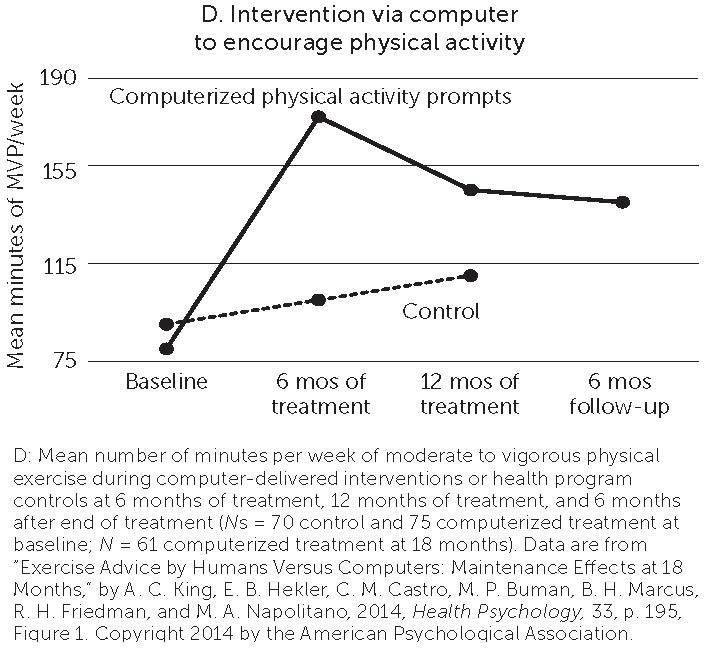 D. Intervention via computer
to encourage physical activity
Mean minutes of MVP/week
190
Computerized physical activity prompts
155
115
Control
75
Baseline
6 mos of
treatment
12 mos of
treatment
6 mos
follow-up
D: Mean number of minutes per week of moderate to vigorous physical
exercise during computer-delivered interventions or health program
controls at 6 months of treatment, 12 months of treatment, and 6 months
after end of treatment (Ns = 70 control and 75 computerized treatment at
baseline; N = 61 computerized treatment at 18 months). Data are from
“Exercise Advice by Humans Versus Computers: Maintenance Effects at 18
Months,” by A. C. King, E. B. Hekler, C. M. Castro, M. P. Buman, B. H. Marcus,
R. H. Friedman, and M. A. Napolitano, 2014, Health Psychology, 33, p. 195,
Figure 1. Copyright 2014 by the American Psychological Association.